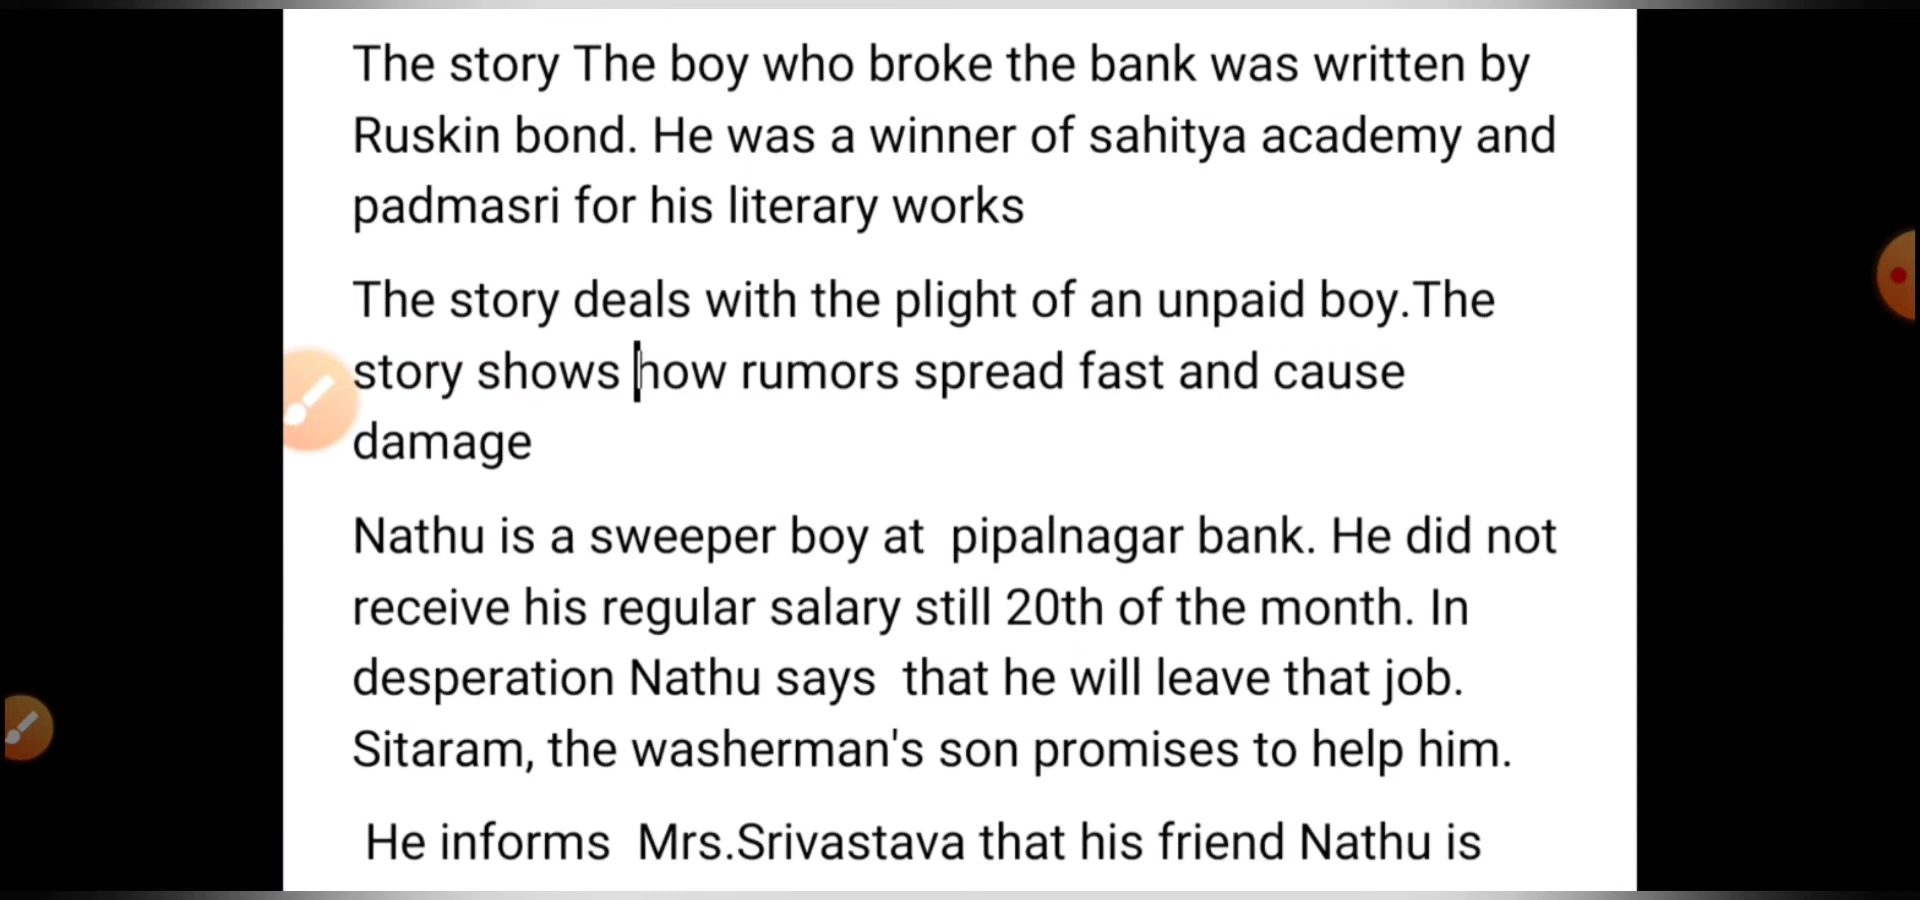 The story The boy who broke the bank was written by
Ruskin bond. He was a winner of sahitya academy and
padmasri for his literary works
The story deals with the plight of an unpaid boy.The
story shows how rumors spread fast and cause
damage
Nathu is a sweeper boy at  pipalnagar bank. He did not
receive his regular salary still 20th of the month. In
desperation Nathu says  that he will leave that job.
Sitaram, the washerman's son promises to help him.
He informs  Mrs.Srivastava that his friend Nathu is